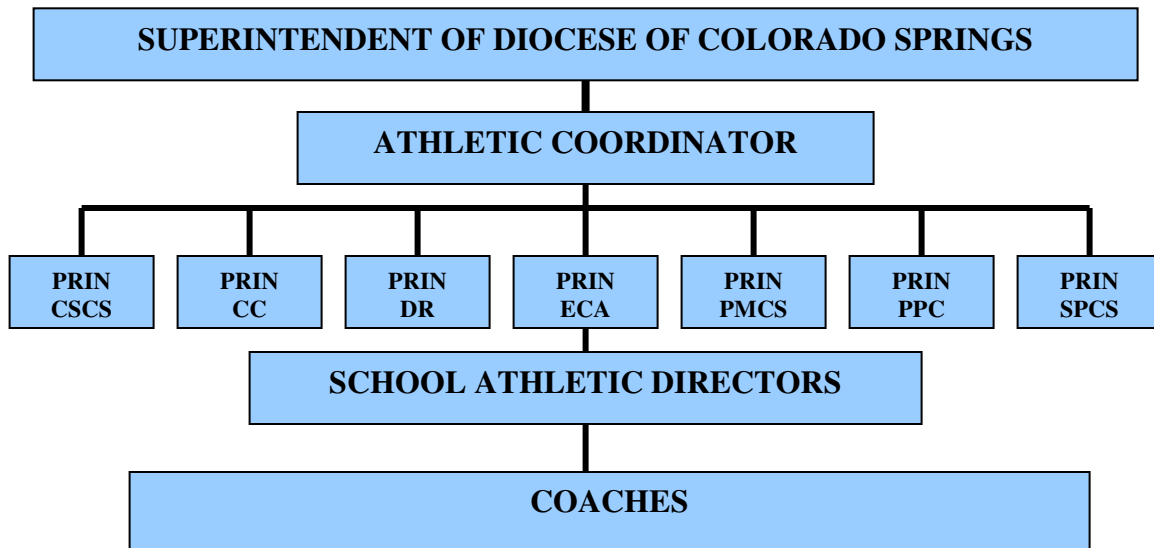 SUPERINTENDENT OF DIOCESE OF COLORADO SPRINGS
ATHLETIC COORDINATOR
PRIN
CSCS
PRIN
CC
PRIN
DR
PRIN
ECA
PRIN
PMCS
PRIN
PPC
PRIN
SPCS
SCHOOL ATHLETIC DIRECTORS
COACHES